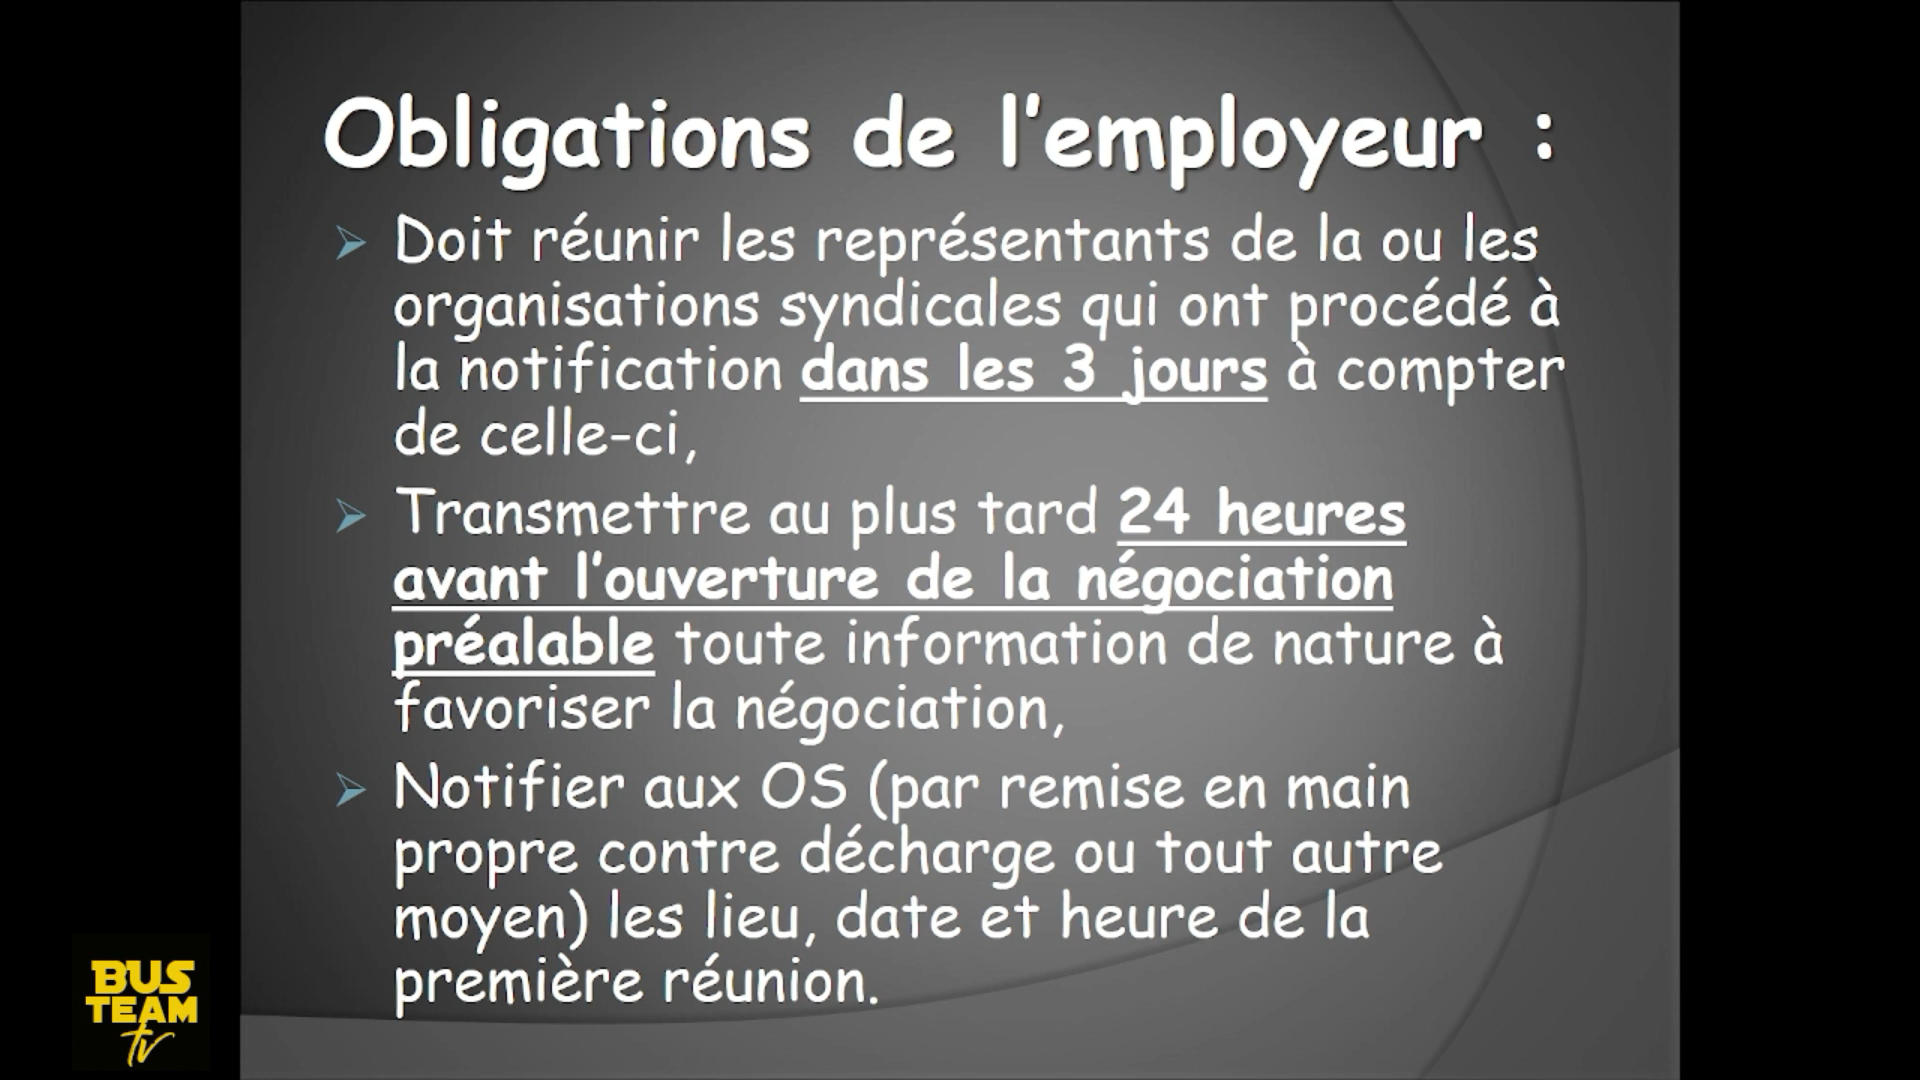 Obligations de l'employeur :
Doit réunir les représentants de la ou les
organisations syndicales qui ont procédé à
la notification dans les 3 jours à compter
de celle-ci,
Transmettre au plus tard 24 heures
avant l'ouverture de la négociation
préalable toute information de nature à
favoriser la négociation,
Notifier aux OS (par remise en main
propre contre décharge ou tout autre
moyen) les lieu, date et heure de la
première réunion.
BUS
TEAM
tv